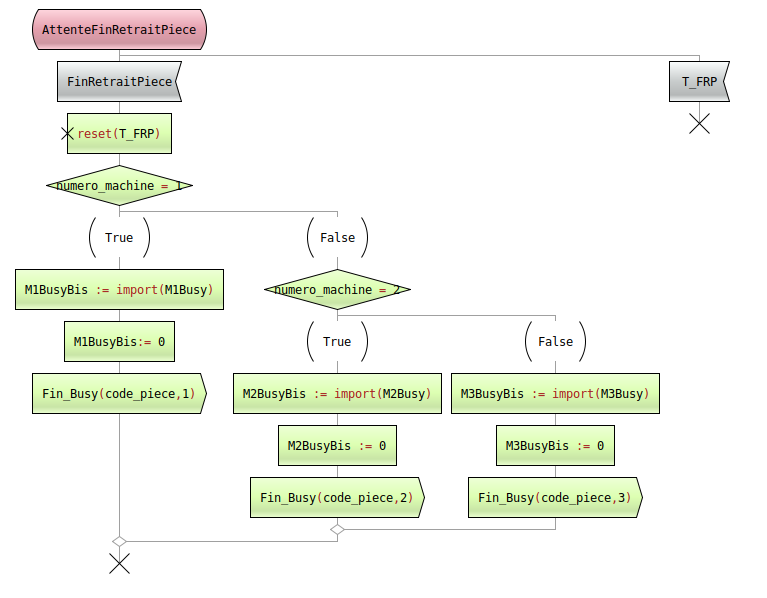 AttenteFinRetraitPiece
FinRetraitPiece
T_FRP
reset(T_FRP)
numero_machine = 1
True
False
M1BusyBis := import(M1Busy)
numero_machine = 2
M1BusyBis:= 0
True
False
Fin_Busy(code_piece,1)
M2BusyBis := import(M2Busy)
M3BusyBis := import(M3Busy)
M2BusyBis := 0
M3BusyBis := 0
Fin_Busy(code_piece,2)
Fin_Busy(code_piece,3)